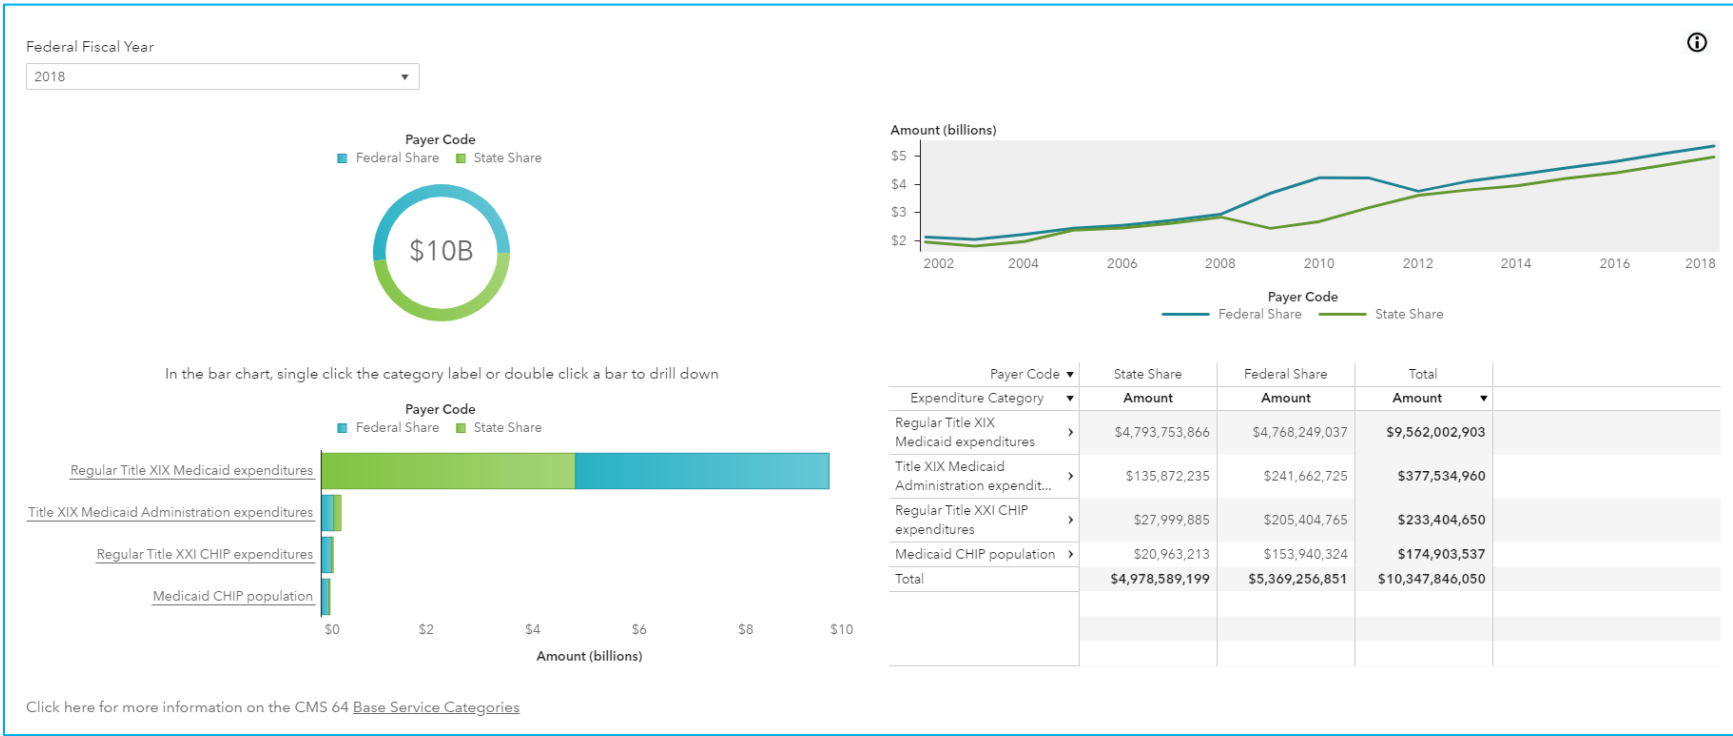 Federal Fiscal Year
2018
Payer Code
Federal Share State Share
$10B
Amount (billions)
$5
$4
$3
$2
2002 2004 2006 2008 2010 2012 2014 2016 2018
Payer Code
Federal Share State Share
In the bar chart, single click the category label or double click a bar to drill down
Payer Code
Federal Share State Share
Regular Title XIX Medicaid expenditures
Title XIX Medicaid Administration expenditures
Regular Title XXI CHIP expenditures
Medicaid CHIP population
$0 $2 $4 $6 $8 $10
Amount (billions)
Payer Code State Share Federal Share Total
Expenditure Category Amount Amount Amount
Regular Title XIX
Medicaid expenditures $4,793,753,866 $4,768,249,037 $9,562,002,903
Title XIX Medicaid
Administration expendit... $135,872,235 $241,662,725 $377,534,960
Regular Title XXI CHIP
expenditures $27,999,885 $205,404,765 $233,404,650
Medicaid CHIP population $20,963,213 $153,940,324 $174,903,537
Total $4,978,589,199 $5,369,256,851 $10,347,846,050
Click here for more information on the CMS 64 Base Service Categories